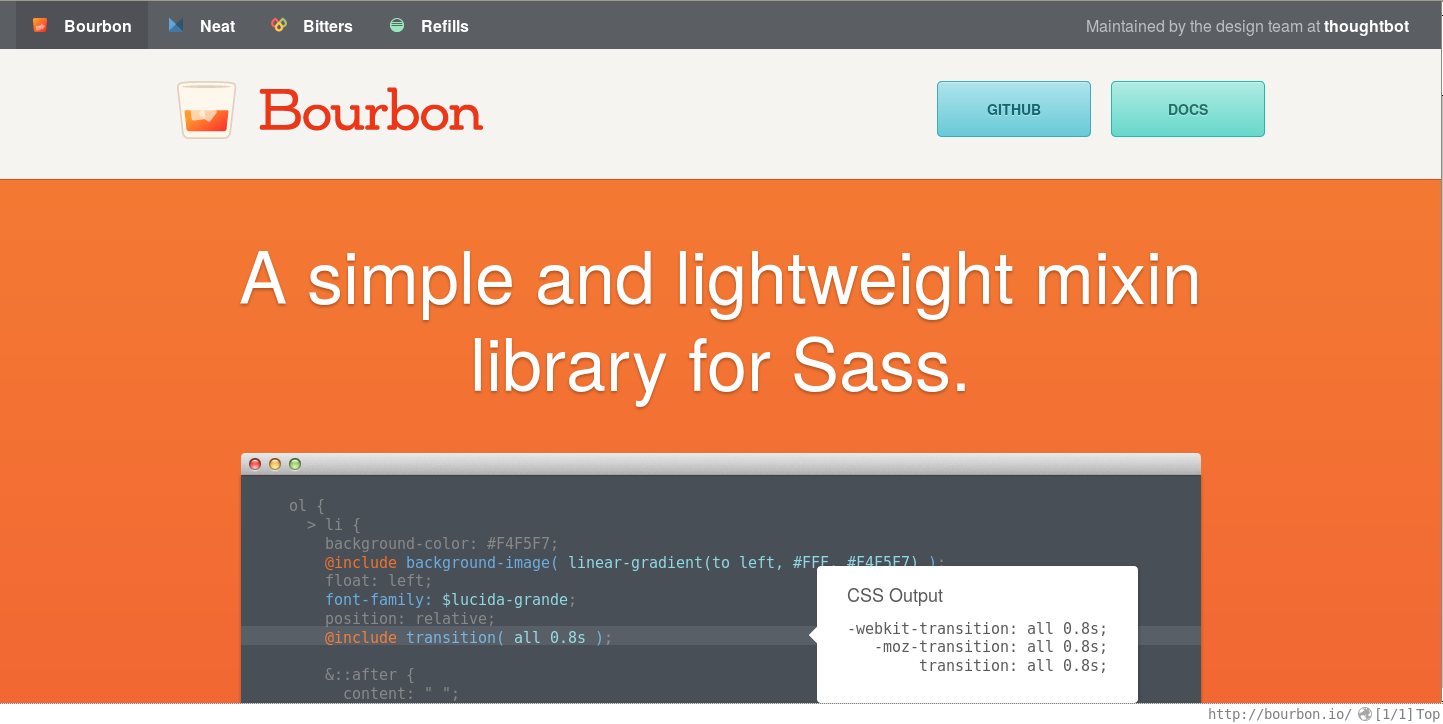 Bourbon Neat Bitters Refills Maintained by the design team at thoughtbot
Bourbon GITHUB DOCS
A simple and lightweight mixin
library for Sass.
ol {
> li {
background-color: #F4F5F7;
@include background-image( linear-gradient(to left, #FFF, #F4F5F7) );
float: left;
font-family: $lucida-grande;
position: relative;
@include transition( all 0.8s );
&::after {
content: " ";
CSS Output
-webkit-transition: all 0.8s;
-moz-transition: all 0.8s;
transition: all 0.8s;
http://bourbon.io/ [1/1] Top